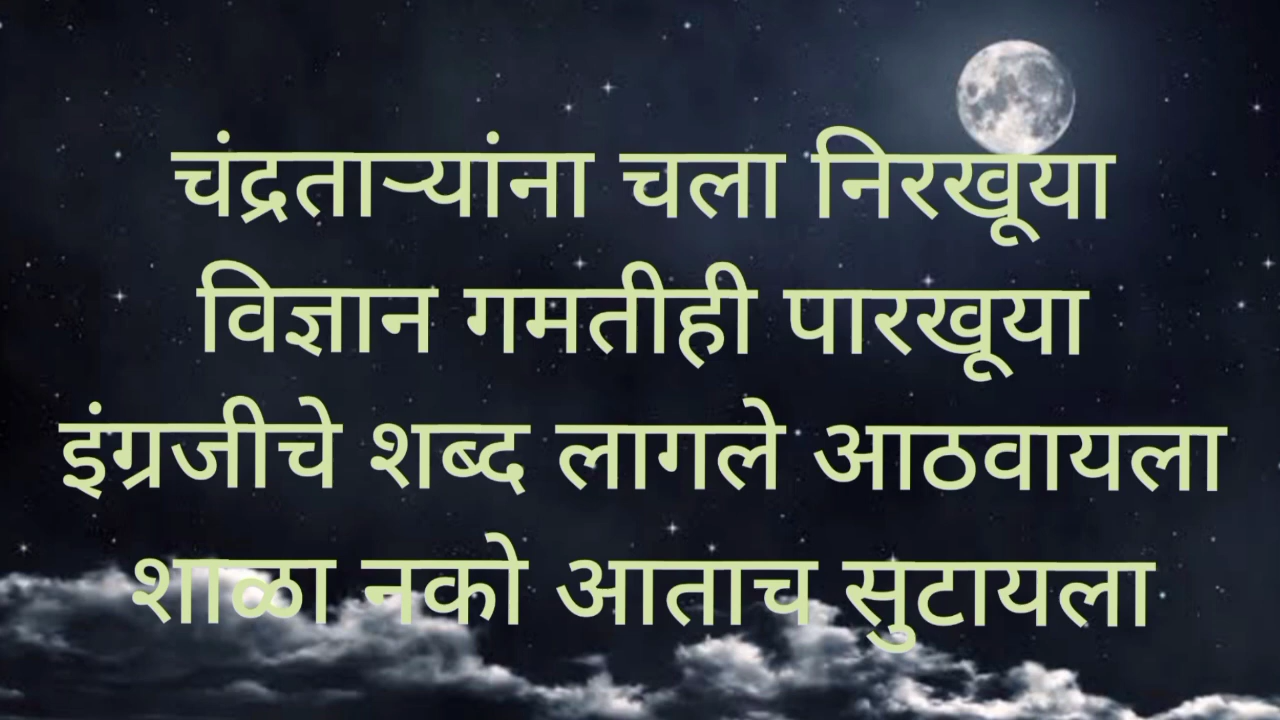 चंद्रताऱ्यांना चला निरखूया
विज्ञान गमतीही पारखूया
इंग्रजीचे शब्द लागले आठवायला
शाळा नको आताच सुटायला